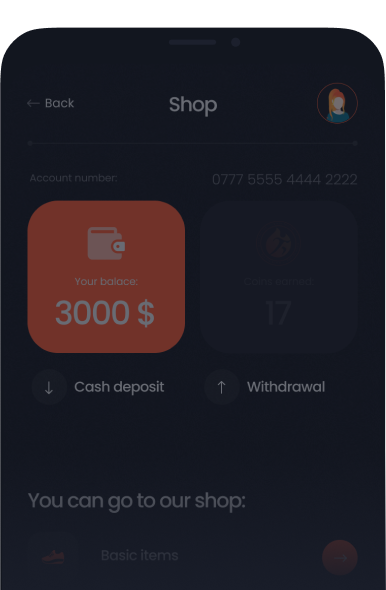 Back
Shop
Account number:
0777 5555 4444 2222
Your balace:
3000 $
Coins earned:
17
Cash deposit
Withdrawal
You can go to our shop:
Basic items